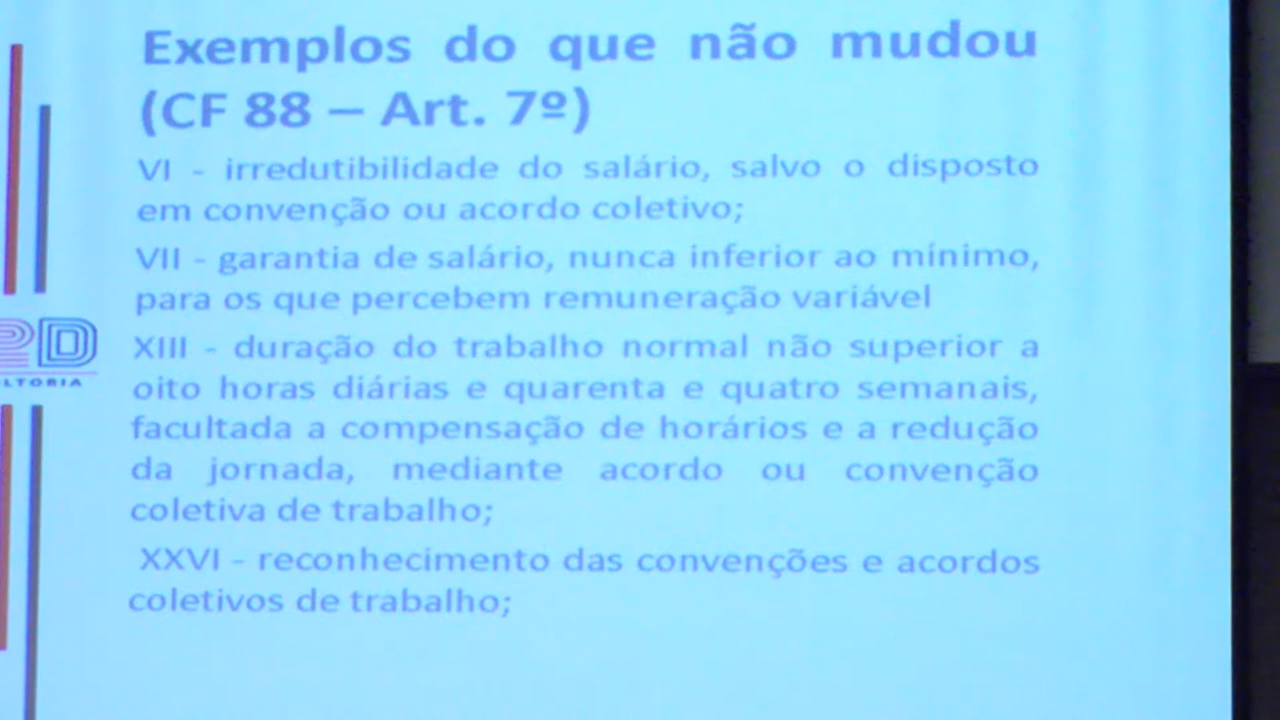 Exemplos do que não mudou
(CF 88 – Art. 7º)
VI - irredutibilidade do salário, salvo o disposto
em convenção ou acordo coletivo;
VII - garantia de salário, nunca inferior ao mínimo,
para os que percebem remuneração variável
XIII - duração do trabalho normal não superior a
oito horas diárias e quarenta e quatro semanais,
facultada a compensação de horários e a redução
da jornada, mediante acordo ou convenção
coletiva de trabalho;
XXVI - reconhecimento das convenções e acordos
coletivos de trabalho;